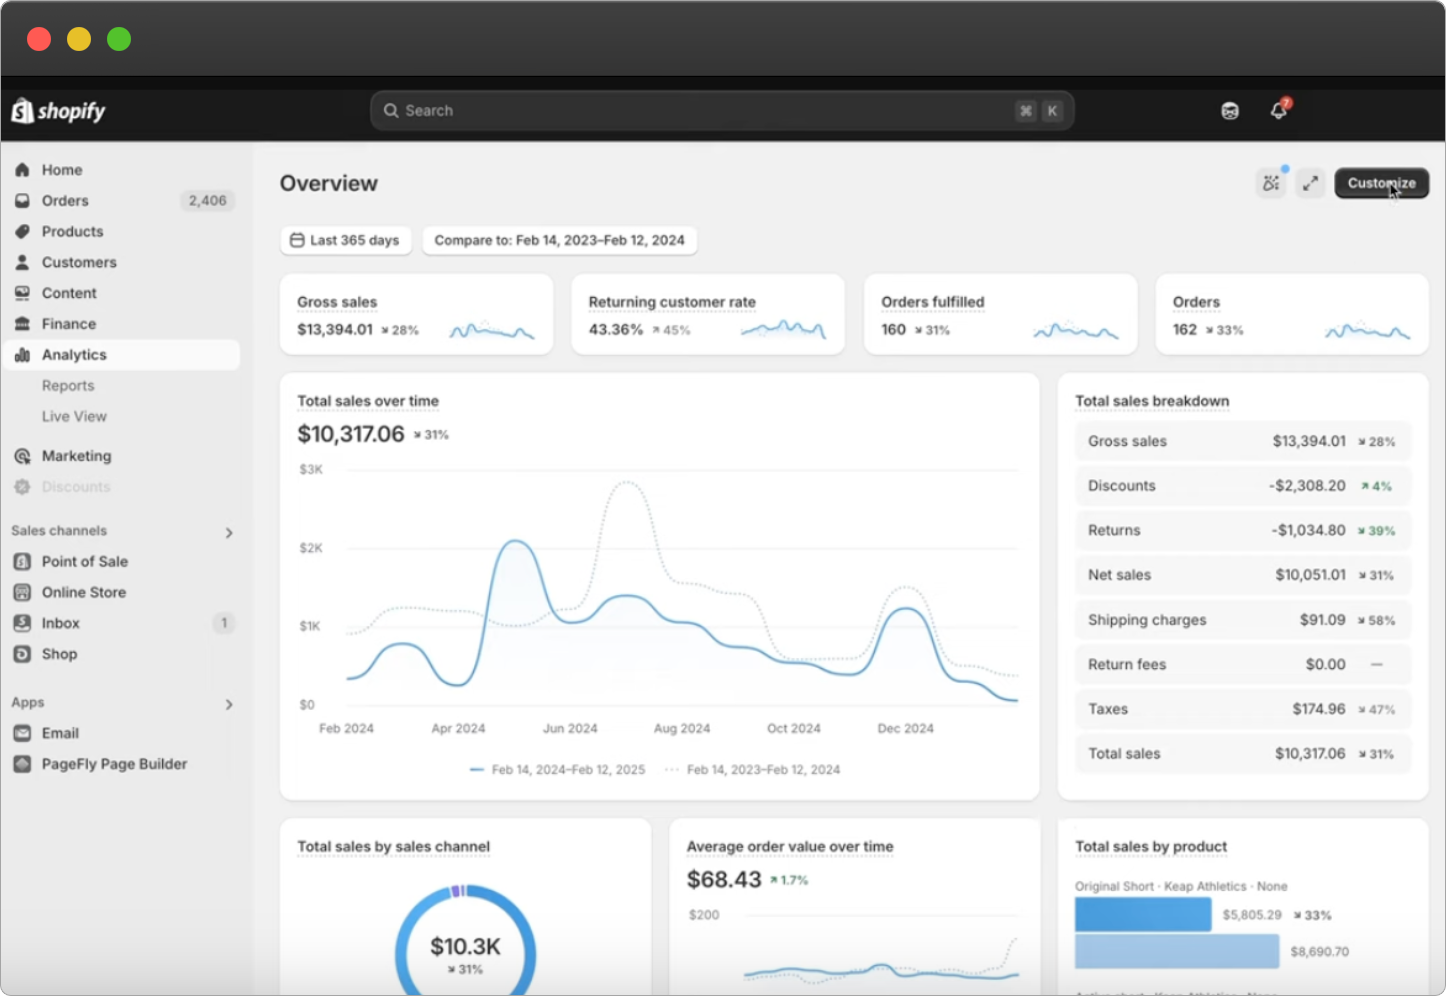 shopify
Search ⌘ K
7
Home
Orders 2,406
Products
Customers
Content
Finance
Analytics
Reports
Live View
Marketing
Discounts
Sales channels
Point of Sale
Online Store
Inbox 1
Shop
Apps
Email
PageFly Page Builder
Overview
Customize
Last 365 days
Compare to: Feb 14, 2023–Feb 12, 2024
Gross sales
$13,394.01 ↘ 28%
Returning customer rate
43.36% ↗ 45%
Orders fulfilled
160 ↘ 31%
Orders
162 ↘ 33%
Total sales over time
$10,317.06 ↘ 31%
$3K
$2K
$1K
$0
Feb 2024 Apr 2024 Jun 2024 Aug 2024 Oct 2024 Dec 2024
Feb 14, 2024–Feb 12, 2025 Feb 14, 2023–Feb 12, 2024
Total sales breakdown
Gross sales $13,394.01 ↘ 28%
Discounts -$2,308.20 ↗ 4%
Returns -$1,034.80 ↘ 39%
Net sales $10,051.01 ↘ 31%
Shipping charges $91.09 ↘ 58%
Return fees $0.00 —
Taxes $174.96 ↘ 47%
Total sales $10,317.06 ↘ 31%
Total sales by sales channel
$10.3K
↘ 31%
Average order value over time
$68.43 ↗ 1.7%
$200
Total sales by product
Original Short · Keap Athletics · None
$5,805.29 ↘ 33%
$8,690.70